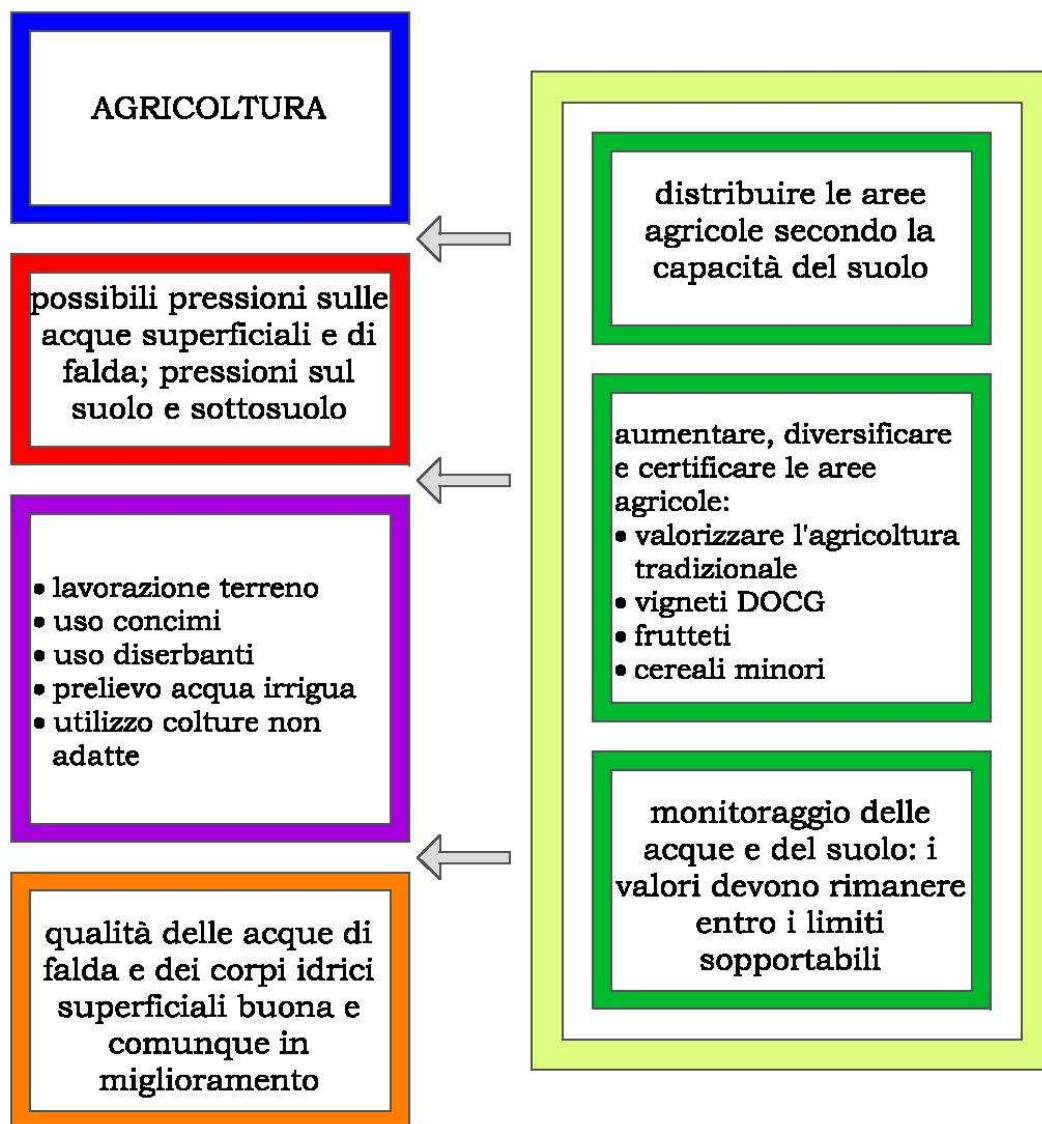 AGRICOLTURA
possibili pressioni sulle
acque superficiali e di
falda; pressioni sul
suolo e sottosuolo
• lavorazione terreno
• uso concimi
• uso diserbanti
• prelievo acqua irrigua
• utilizzo colture non
adatte
qualità delle acque di
falda e dei corpi idrici
superficiali buona e
comunque in
miglioramento
distribuire le aree
agricole secondo la
capacità del suolo
aumentare, diversificare
e certificare le aree
agricole:
• valorizzare l'agricoltura
tradizionale
• vigneti DOCG
• frutteti
• cereali minori
monitoraggio delle
acque e del suolo: i
valori devono rimanere
entro i limiti
sopportabili